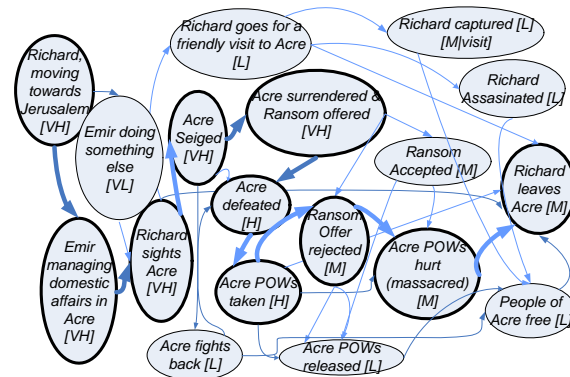 Richard goes for a
friendly visit to Acre
[L]
Richard captured [L]
[M|visit]
Richard,
moving
towards
Jerusalem
[VH]
Richard
Assasinated [L]
Emir doing
something
else
[VL]
Acre
Seiged
[VH]
Acre surrendered &
Ransom offered
[VH]
Ransom
Accepted [M]
Richard
leaves
Acre [M]
Acre
defeated
[H]
Ransom
Offer
rejected
[M]
Emir
managing
domestic
affairs in
Acre
[VH]
Richard
sights
Acre
[VH]
Acre POWs
taken [H]
Acre POWs
hurt
(massacred)
[M]
People of
Acre free [L]
Acre fights
back [L]
Acre POWs
released [L]